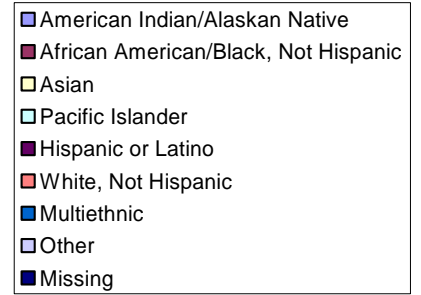 American Indian/Alaskan Native
African American/Black, Not Hispanic
Asian
Pacific Islander
Hispanic or Latino
White, Not Hispanic
Multiethnic
Other
Missing